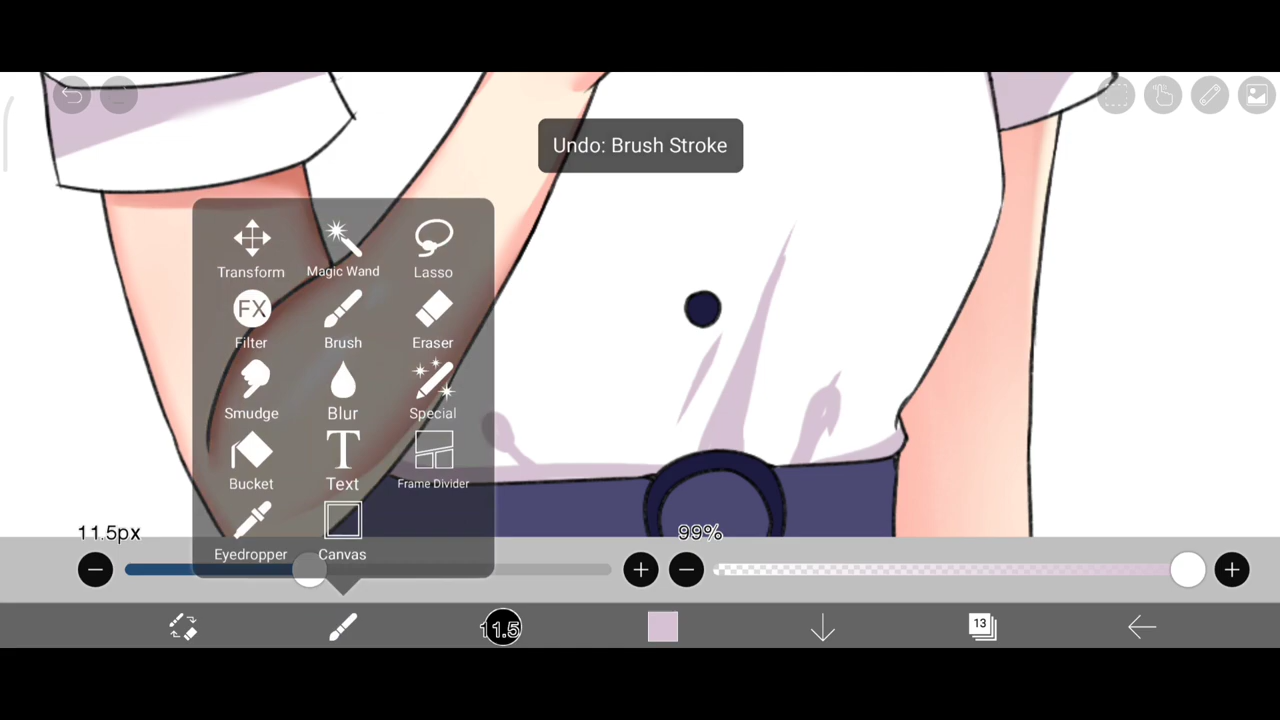 Undo: Brush Stroke
Transform Magic Wand Lasso
FX
Filter Brush Eraser
Smudge Blur Special
T
Bucket Text Frame Divider
Eyedropper Canvas
11.5px 99%
11.5 13